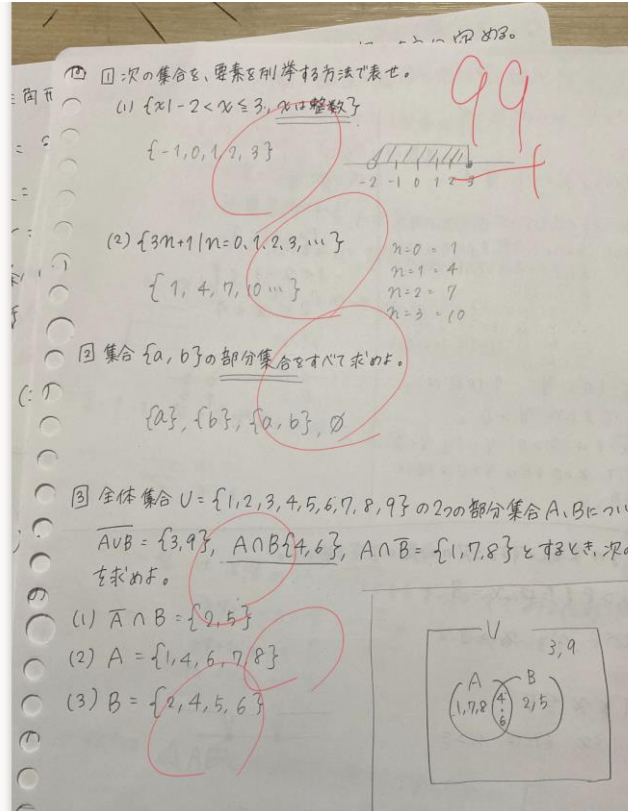 める。
① 次の集合を、要素を列挙する方法で表せ。
99
(1) {x|-2<x≦3, xは整数}
{-1,0,1,2,3}
-2 -1 0 1 2 3
(2) {3n+1|n=0,1,2,3,…}
n=0=1
{1,4,7,10…}
n=1=4
n=2=7
n=3=10
② 集合{a,b}の部分集合をすべて求めよ。
{a},{b},{a,b},∅
③ 全体集合U={1,2,3,4,5,6,7,8,9}の2つの部分集合A、Bについ
A̅∪̅B̅={3,9}, A∩B{4,6}, A∩B̅={1,7,8}とするとき、次の
を求めよ。
(1) A̅∩B={2,5}
(2) A={1,4,6,7,8}
(3) B={2,4,5,6}
U
3,9
A B
1,7,8 4・6 2,5